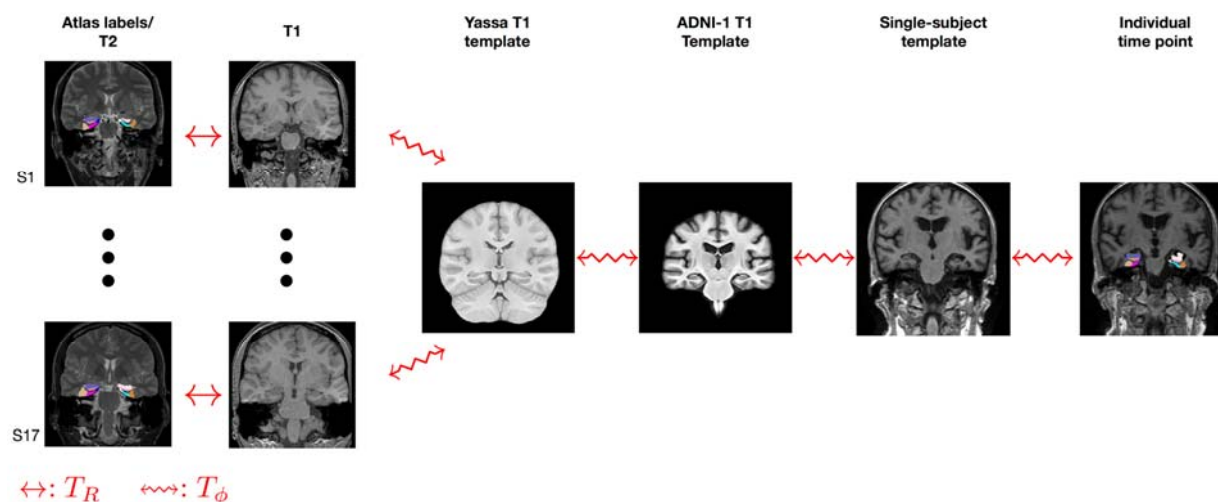 Atlas labels/
T2
T1
Yassa T1
template
ADNI-1 T1
Template
Single-subject
template
Individual
time point
S1
S17
↔: T_R
↭: T_ϕ